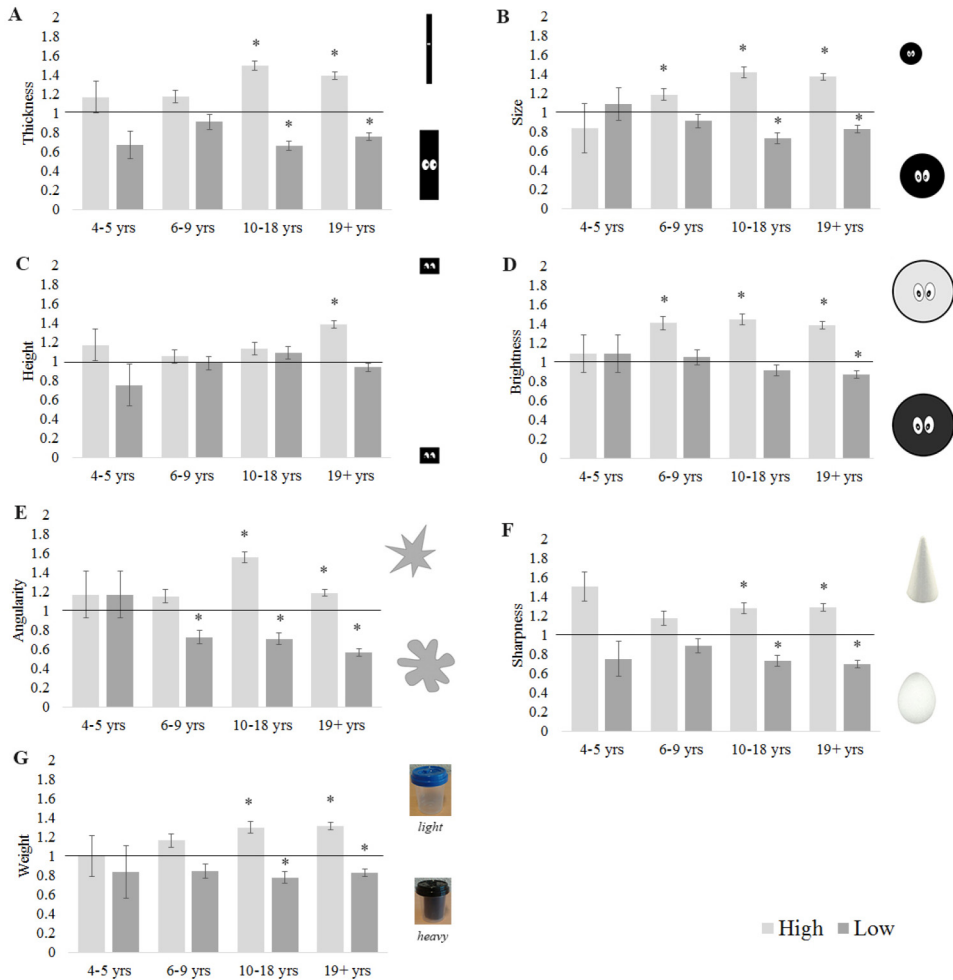 A
2
1.8
1.6
1.4
1.2
1
0.8
0.6
0.4
0.2
0
Thickness
* * * *
4-5 yrs 6-9 yrs 10-18 yrs 19+ yrs
B
2
1.8
1.6
1.4
1.2
1
0.8
0.6
0.4
0.2
0
Size
* * * * *
4-5 yrs 6-9 yrs 10-18 yrs 19+ yrs
C
2
1.8
1.6
1.4
1.2
1
0.8
0.6
0.4
0.2
0
Height
*
4-5 yrs 6-9 yrs 10-18 yrs 19+ yrs
D
2
1.8
1.6
1.4
1.2
1
0.8
0.6
0.4
0.2
0
Brightness
* * * *
4-5 yrs 6-9 yrs 10-18 yrs 19+ yrs
E
2
1.8
1.6
1.4
1.2
1
0.8
0.6
0.4
0.2
0
Angularity
* * * * *
4-5 yrs 6-9 yrs 10-18 yrs 19+ yrs
F
2
1.8
1.6
1.4
1.2
1
0.8
0.6
0.4
0.2
0
Sharpness
* * * *
4-5 yrs 6-9 yrs 10-18 yrs 19+ yrs
G
2
1.8
1.6
1.4
1.2
1
0.8
0.6
0.4
0.2
0
Weight
* * * *
4-5 yrs 6-9 yrs 10-18 yrs 19+ yrs
light
heavy
High Low